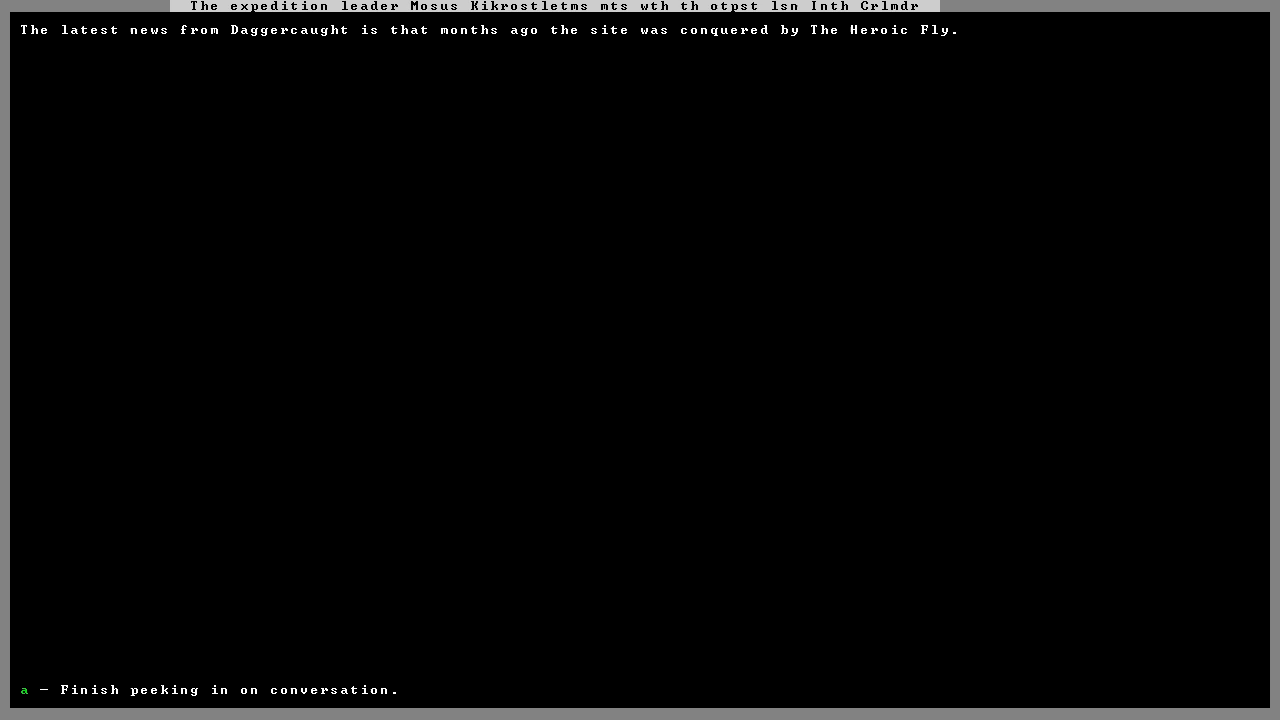 The expedition leader Mosus Kikrostletms mts wth th otpst lsn Inth Crlmdr
The latest news from Daggercaught is that months ago the site was conquered by The Heroic Fly.
a — Finish peeking in on conversation.